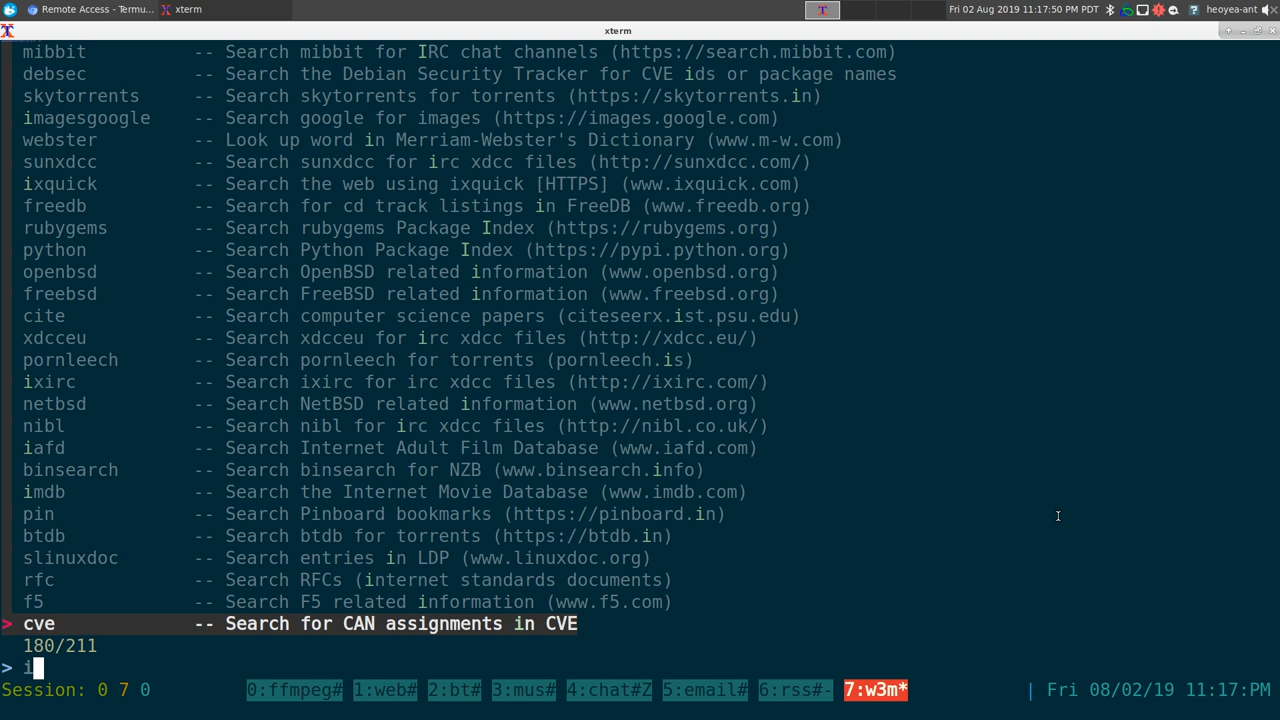 Remote Access - Termu... xterm Fri 02 Aug 2019 11:17:50 PM PDT heoyea-ant
xterm
mibbit -- Search mibbit for IRC chat channels (https://search.mibbit.com)
debsec -- Search the Debian Security Tracker for CVE ids or package names
skytorrents -- Search skytorrents for torrents (https://skytorrents.in)
imagesgoogle -- Search google for images (https://images.google.com)
webster -- Look up word in Merriam-Webster's Dictionary (www.m-w.com)
sunxdcc -- Search sunxdcc for irc xdcc files (http://sunxdcc.com/)
ixquick -- Search the web using ixquick [HTTPS] (www.ixquick.com)
freedb -- Search for cd track listings in FreeDB (www.freedb.org)
rubygems -- Search rubygems Package Index (https://rubygems.org)
python -- Search Python Package Index (https://pypi.python.org)
openbsd -- Search OpenBSD related information (www.openbsd.org)
freebsd -- Search FreeBSD related information (www.freebsd.org)
cite -- Search computer science papers (citeseerx.ist.psu.edu)
xdcceu -- Search xdcceu for irc xdcc files (http://xdcc.eu/)
pornleech -- Search pornleech for torrents (pornleech.is)
ixirc -- Search ixirc for irc xdcc files (http://ixirc.com/)
netbsd -- Search NetBSD related information (www.netbsd.org)
nibl -- Search nibl for irc xdcc files (http://nibl.co.uk/)
iafd -- Search Internet Adult Film Database (www.iafd.com)
binsearch -- Search binsearch for NZB (www.binsearch.info)
imdb -- Search the Internet Movie Database (www.imdb.com)
pin -- Search Pinboard bookmarks (https://pinboard.in)
btdb -- Search btdb for torrents (https://btdb.in)
slinuxdoc -- Search entries in LDP (www.linuxdoc.org)
rfc -- Search RFCs (internet standards documents)
f5 -- Search F5 related information (www.f5.com)
> cve -- Search for CAN assignments in CVE
180/211
> i
Session: 0 7 0 0:ffmpeg# 1:web# 2:bt# 3:mus# 4:chat#Z 5:email# 6:rss#- 7:w3m* | Fri 08/02/19 11:17:PM